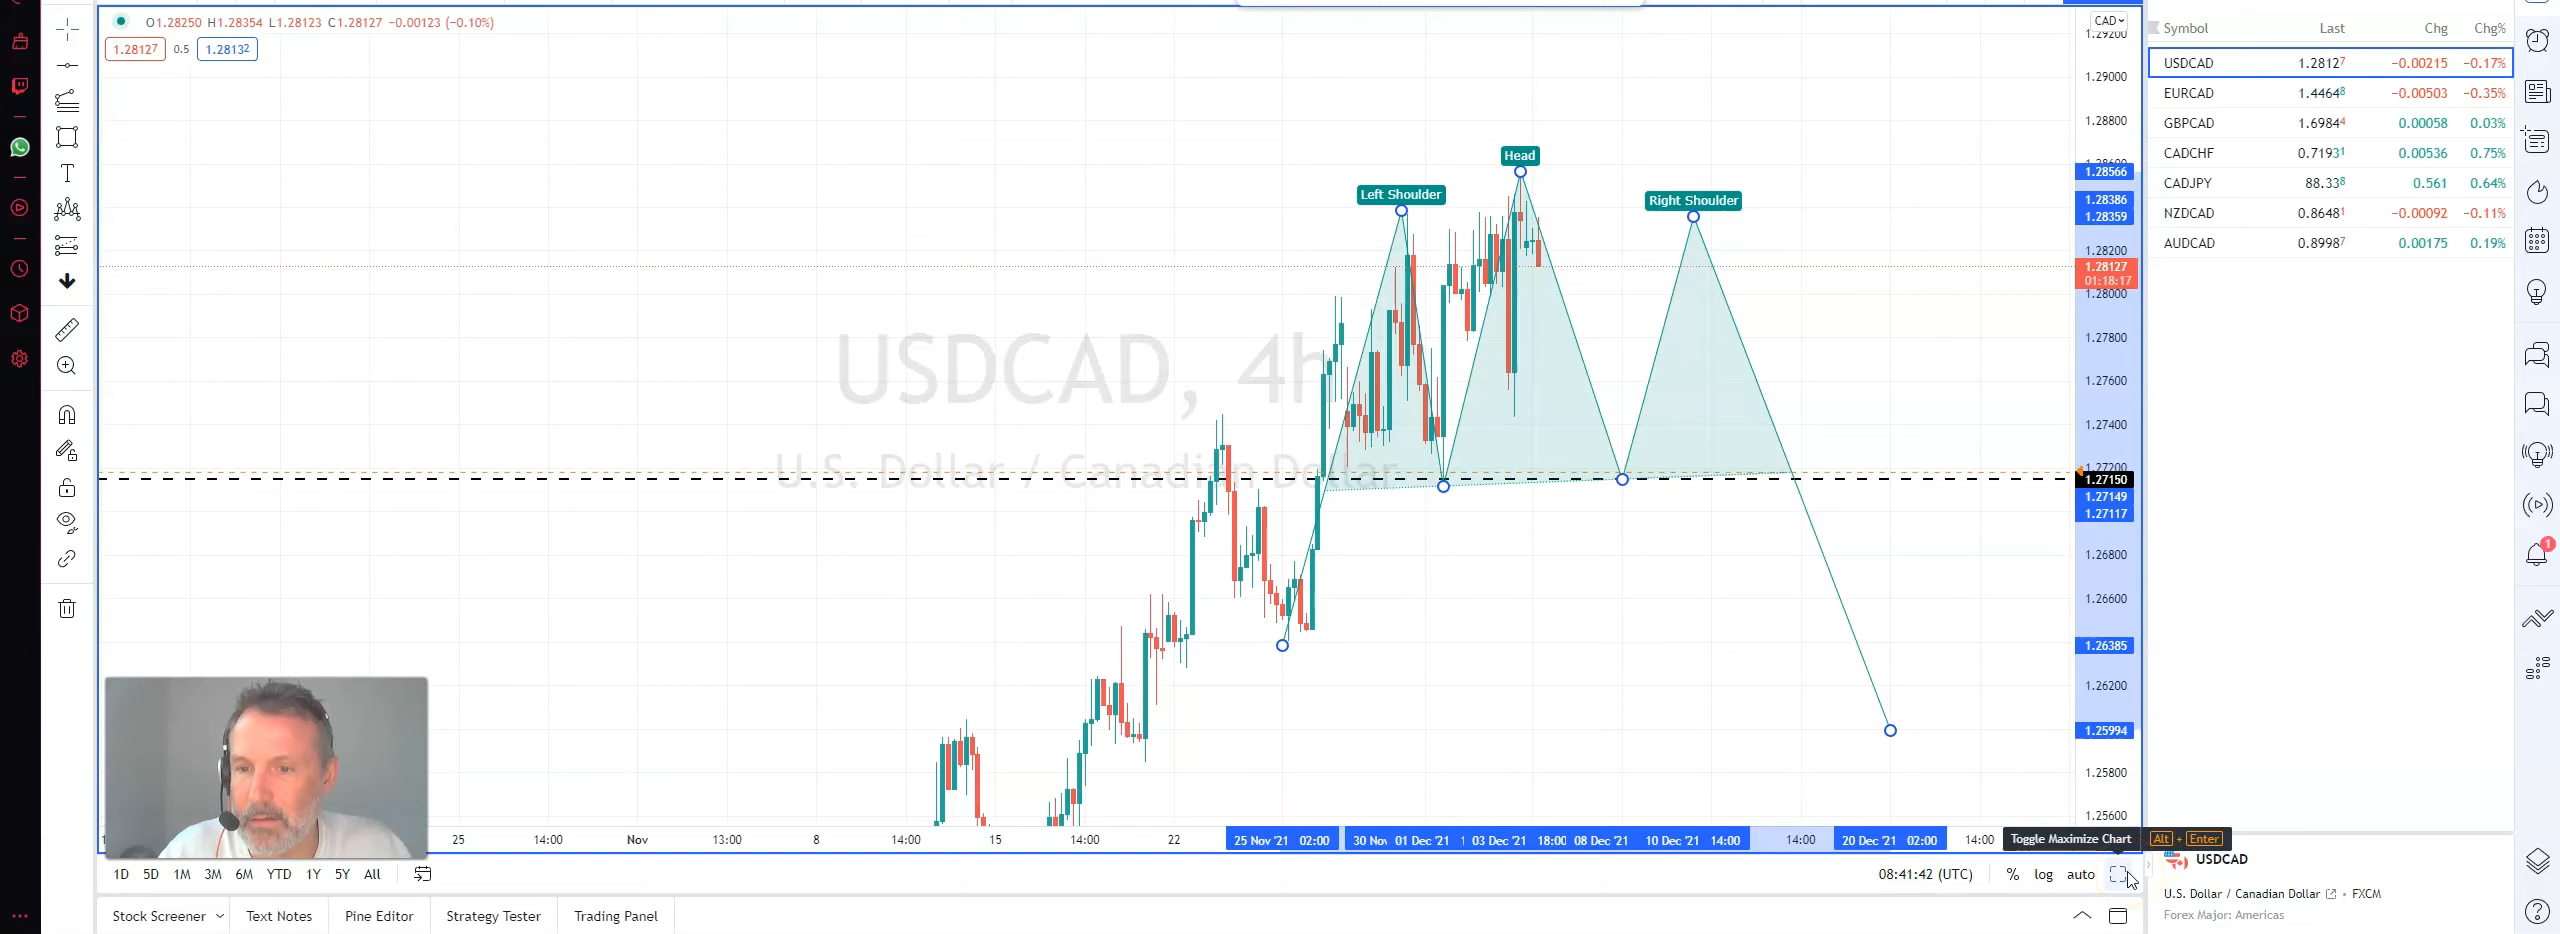 O1.28250 H1.28354 L1.28123 C1.28127 −0.00123 (−0.10%)
1.28127 0.5 1.28132
CAD
1.29200
1.29000
1.28800
1.28600
1.28566
1.28386
1.28359
1.28200
1.28127
01:18:17
1.28000
1.27800
1.27600
1.27400
1.27200
1.27150
1.27149
1.27117
1.26800
1.26600
1.26385
1.26200
1.25994
1.25800
1.25600
Head
Left Shoulder
Right Shoulder
USDCAD, 4h
U.S. Dollar / Canadian Dollar
25 14:00 Nov 13:00 8 14:00 15 14:00 22 25 Nov '21 02:00 30 Nov 01 Dec '21 03 Dec '21 18:00 08 Dec '21 10 Dec '21 14:00 14:00 20 Dec '21 02:00 14:00
Toggle Maximize Chart Alt + Enter
1D 5D 1M 3M 6M YTD 1Y 5Y All
08:41:42 (UTC) % log auto
Stock Screener Text Notes Pine Editor Strategy Tester Trading Panel
Symbol Last Chg Chg%
USDCAD 1.28127 −0.00215 −0.17%
EURCAD 1.44648 −0.00503 −0.35%
GBPCAD 1.69844 0.00058 0.03%
CADCHF 0.71931 0.00536 0.75%
CADJPY 88.338 0.561 0.64%
NZDCAD 0.86481 −0.00092 −0.11%
AUDCAD 0.89987 0.00175 0.19%
1
USDCAD
U.S. Dollar / Canadian Dollar • FXCM
Forex Major: Americas